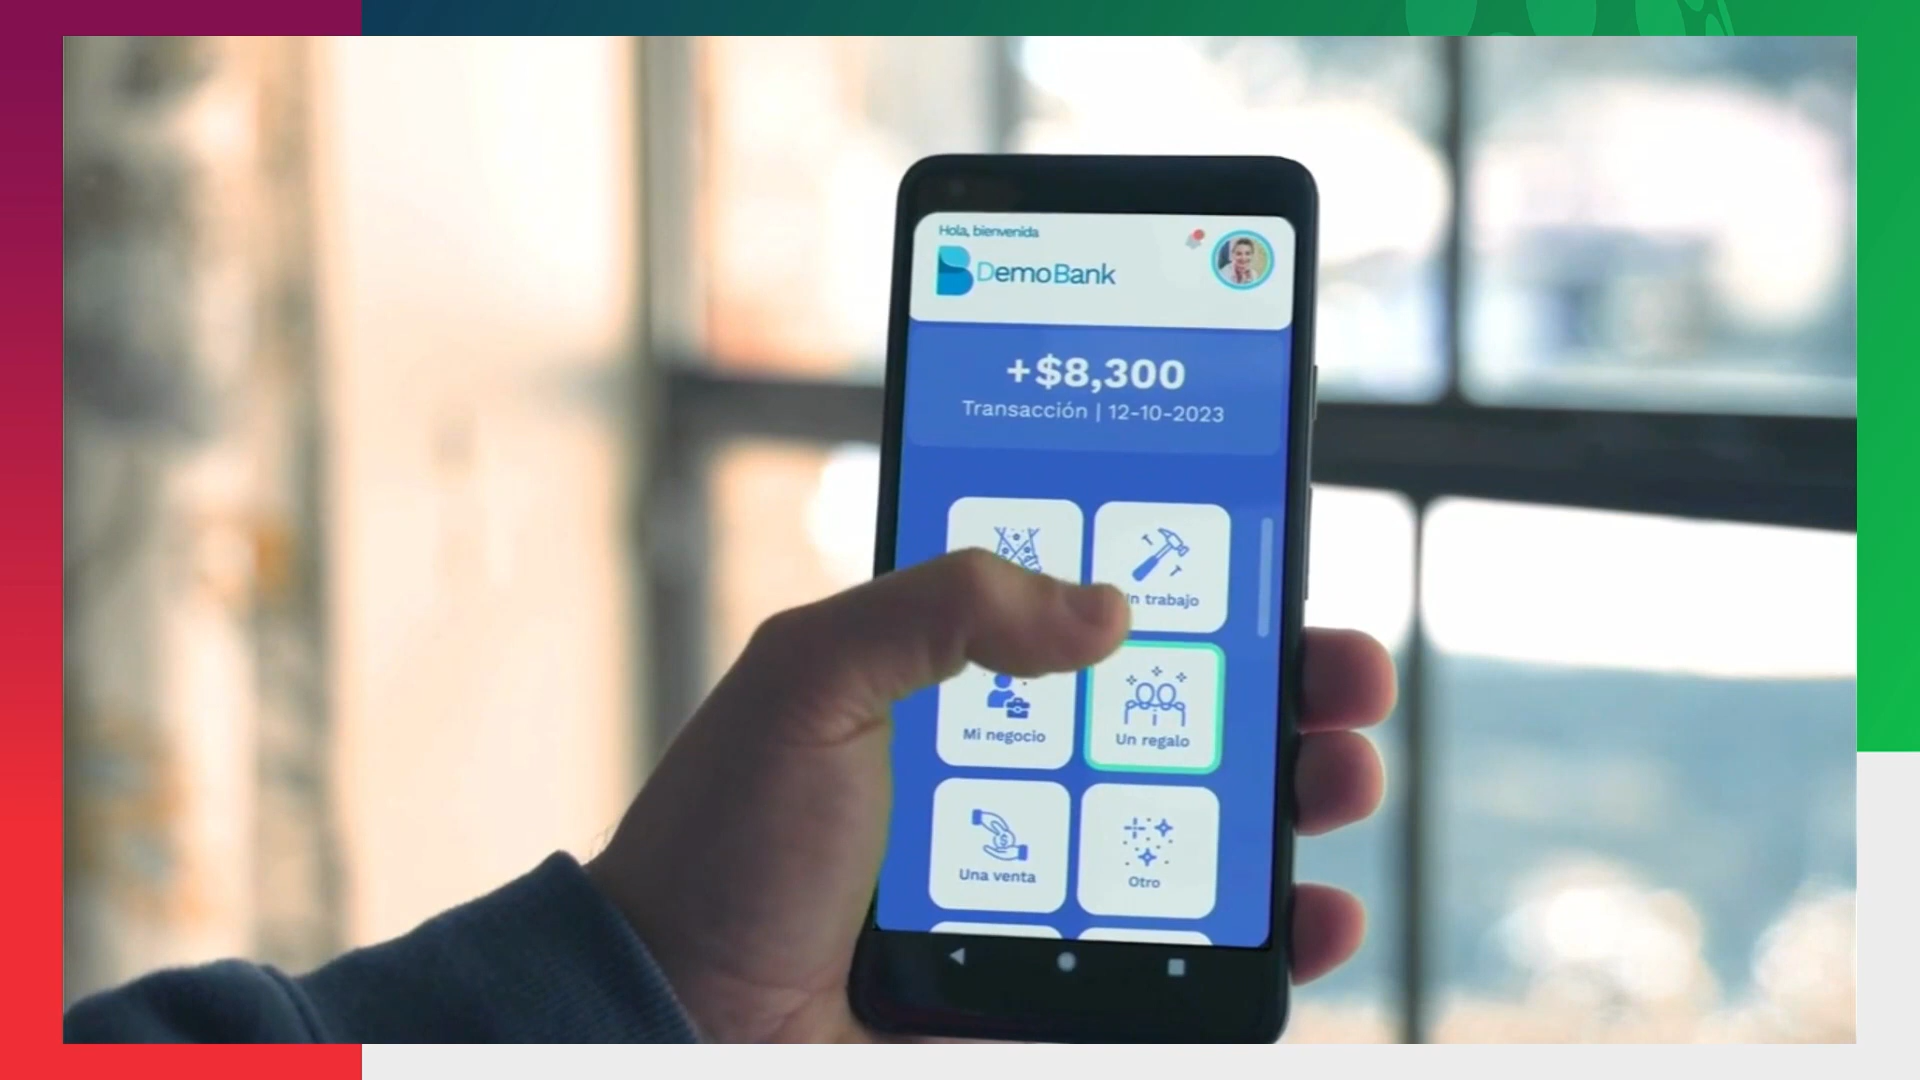 Hola, bienvenida
DemoBank
+$8,300
Transacción | 12-10-2023
trabajo
Mi negocio
Un regalo
Una venta
Otro